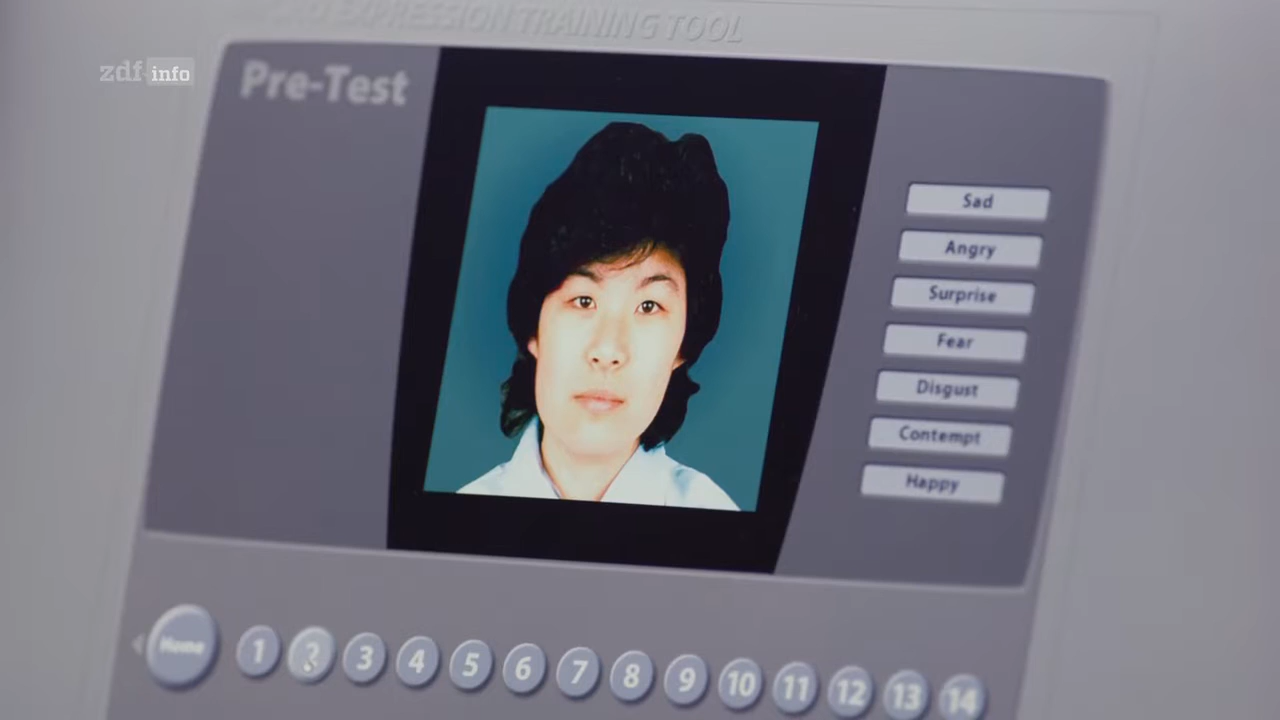 EXPRESSION TRAINING TOOL
zdf info
Pre-Test
Sad
Angry
Surprise
Fear
Disgust
Contempt
Happy
Home
1 2 3 4 5 6 7 8 9 10 11 12 13 14